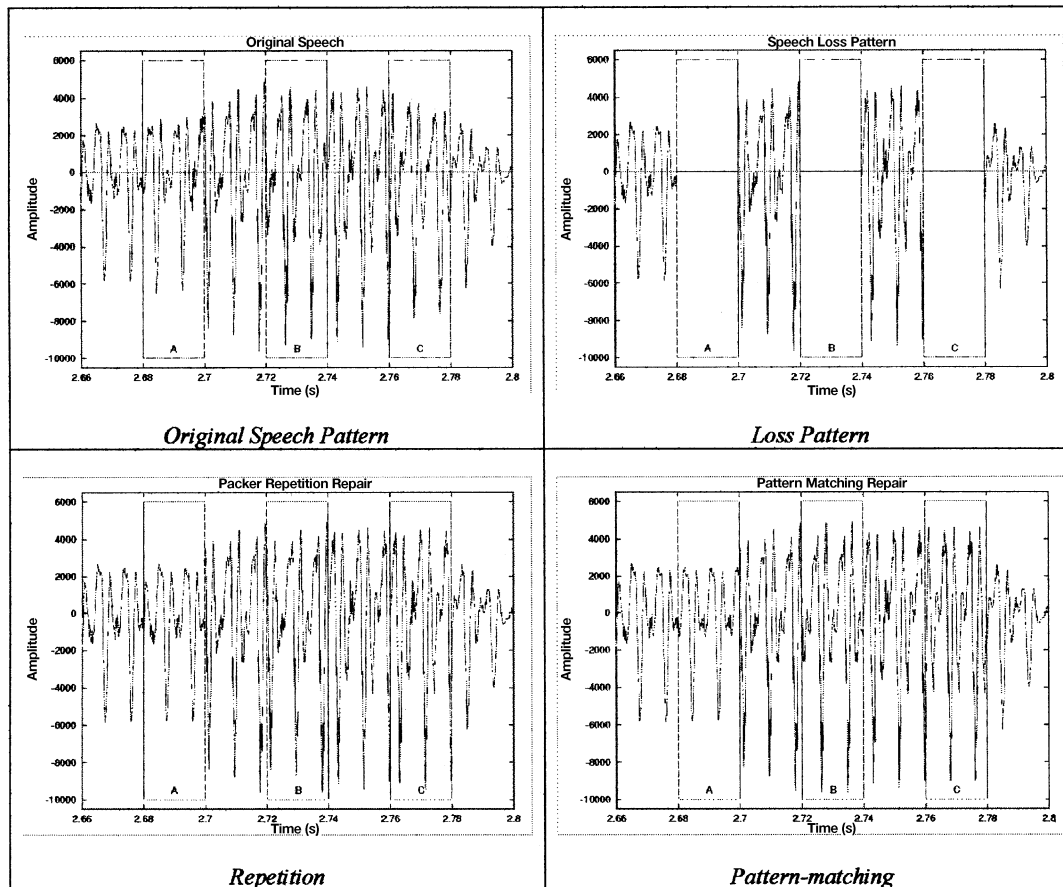 Original Speech
6000
4000
2000
0
-2000
-4000
-6000
-8000
-10000
Amplitude
A
B
C
2.66
2.68
2.7
2.72
2.74
2.76
2.78
2.8
Time (s)
Original Speech Pattern
Speech Loss Pattern
6000
4000
2000
0
-2000
-4000
-6000
-8000
-10000
Amplitude
A
B
C
2.66
2.68
2.7
2.72
2.74
2.76
2.78
2.8
Time (s)
Loss Pattern
Packer Repetition Repair
6000
4000
2000
0
-2000
-4000
-6000
-8000
-10000
Amplitude
A
B
C
2.66
2.68
2.7
2.72
2.74
2.76
2.78
2.8
Time (s)
Repetition
Pattern Matching Repair
6000
4000
2000
0
-2000
-4000
-6000
-8000
-10000
Amplitude
A
B
C
2.66
2.68
2.7
2.72
2.74
2.76
2.78
2.8
Time (s)
Pattern-matching